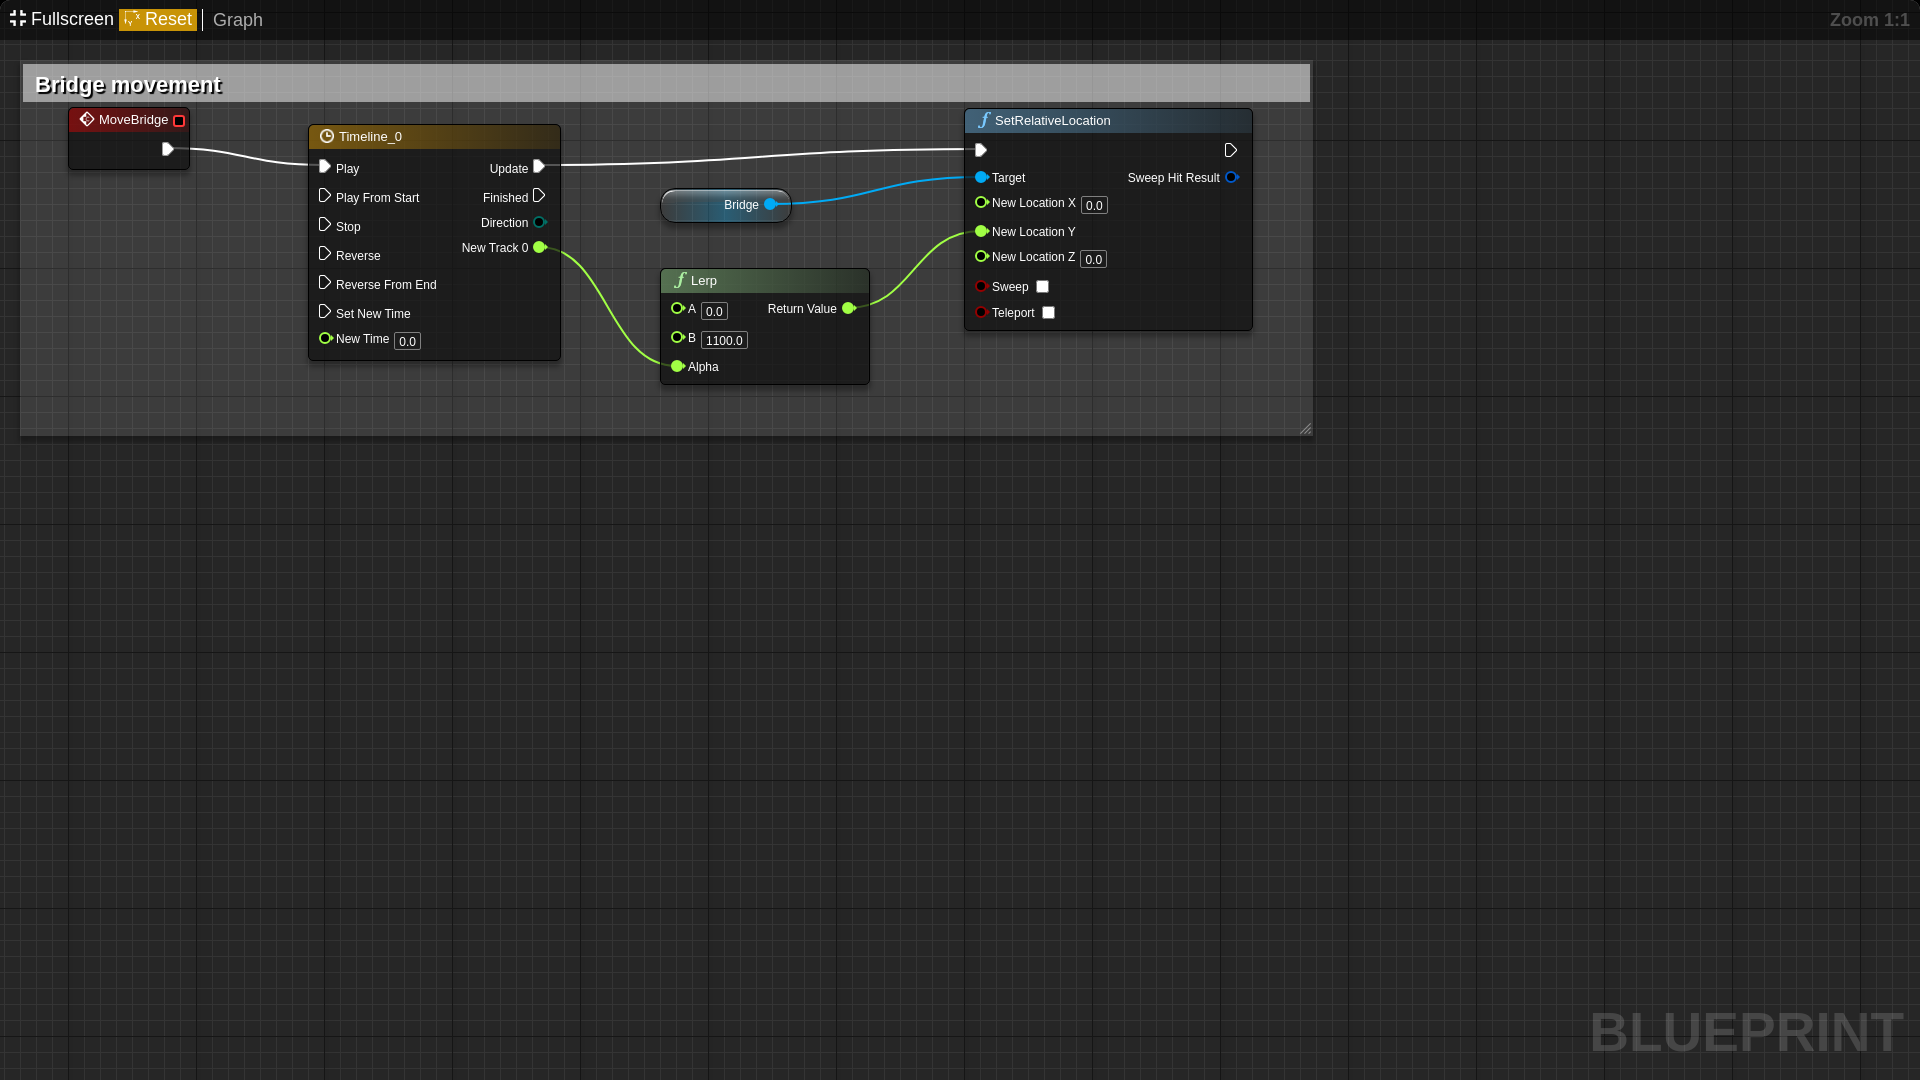 Fullscreen Reset Graph Zoom 1:1
Bridge movement
MoveBridge
Timeline_0
Play Update
Play From Start Finished
Stop Direction
Reverse New Track 0
Reverse From End
Set New Time
New Time 0.0
Bridge
Lerp
A 0.0 Return Value
B 1100.0
Alpha
SetRelativeLocation
Target Sweep Hit Result
New Location X 0.0
New Location Y
New Location Z 0.0
Sweep
Teleport
BLUEPRINT